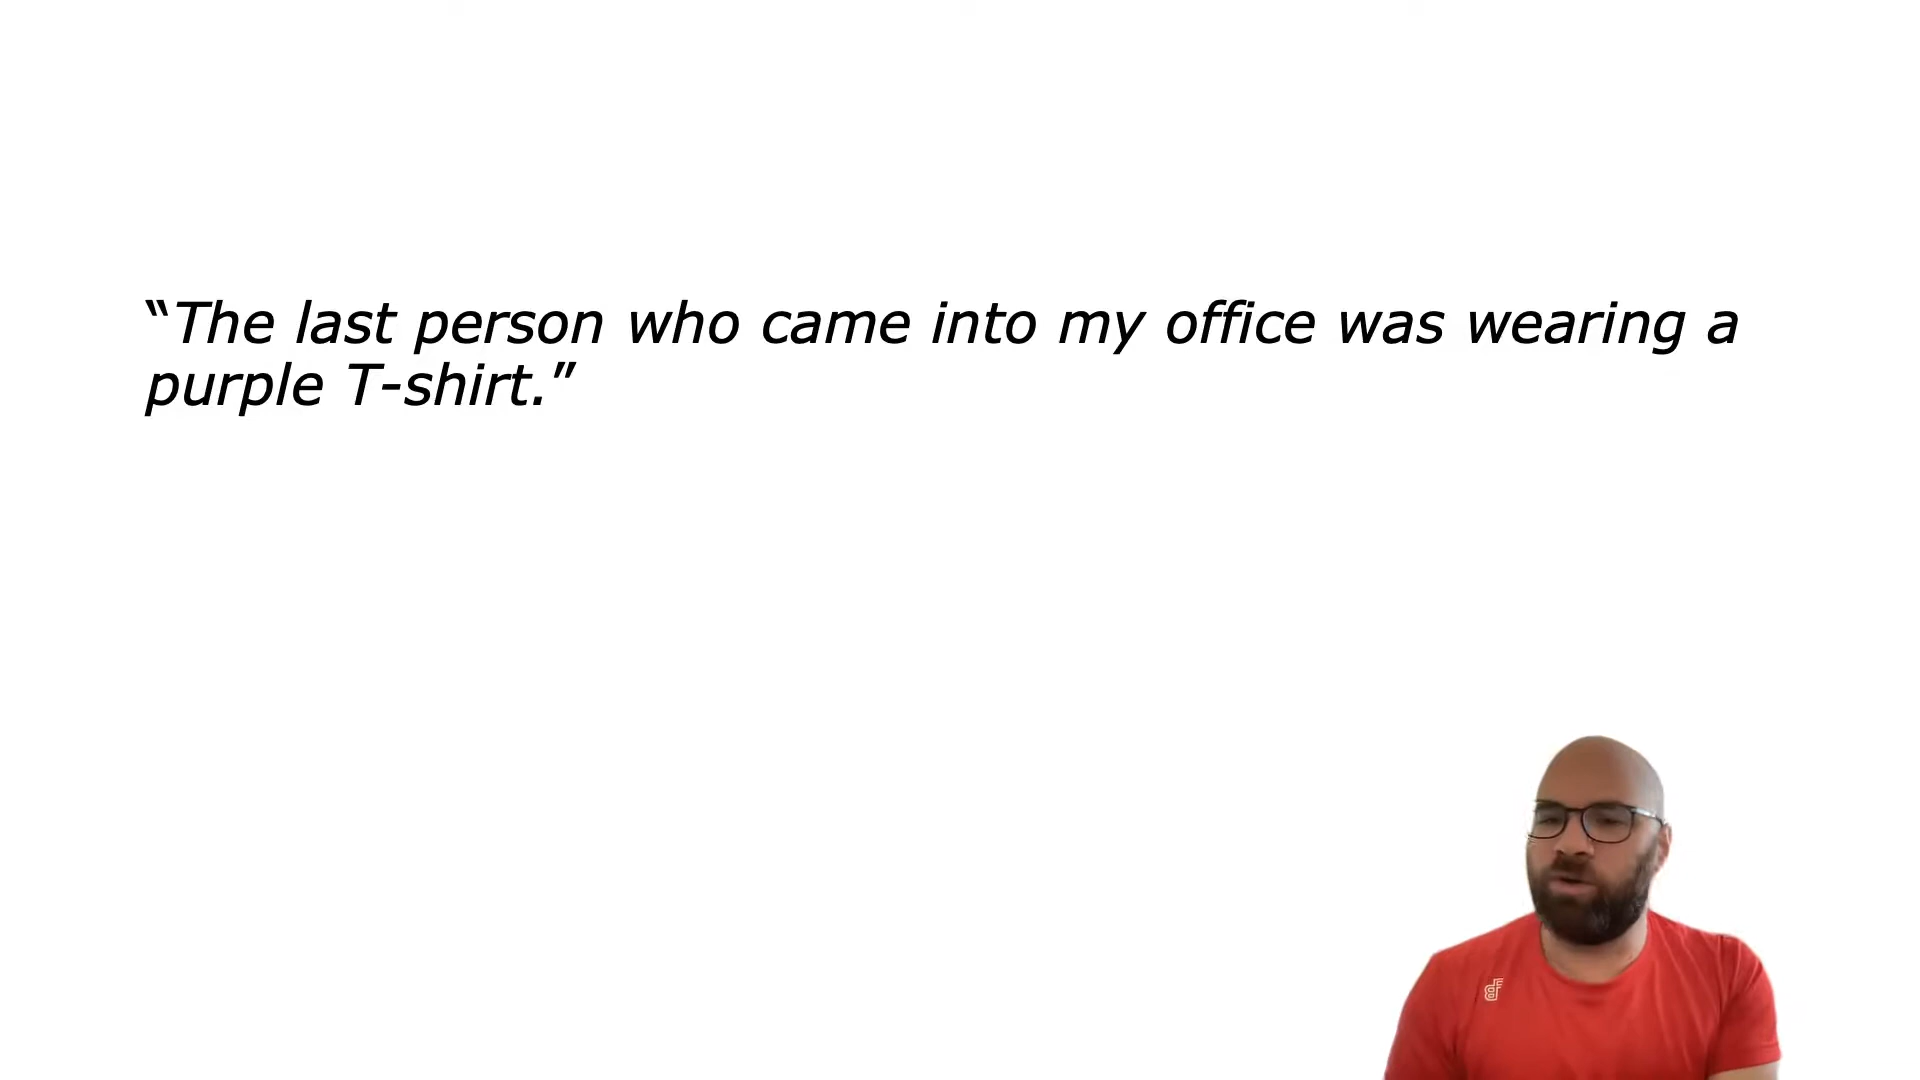 “The last person who came into my office was wearing a
purple T-shirt.”